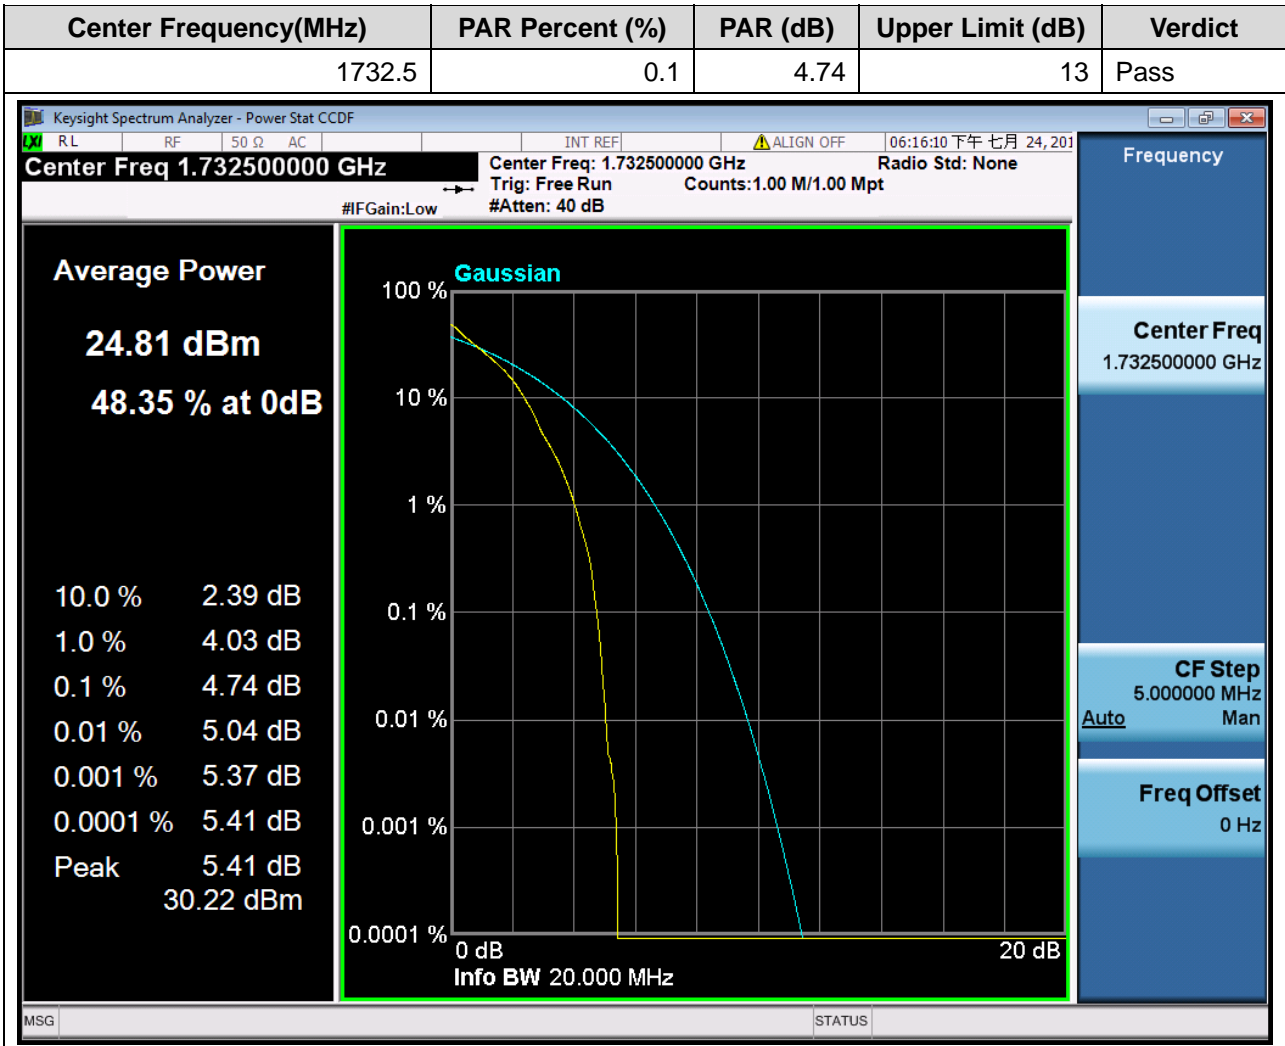 Center Frequency(MHz) PAR Percent (%) PAR (dB) Upper Limit (dB) Verdict
1732.5 0.1 4.74 13 Pass
Keysight Spectrum Analyzer - Power Stat CCDF
LXI RL RF 50 Ω AC INT REF ALIGN OFF 06:16:10 下午 七月 24, 201
Center Freq 1.732500000 GHz
Center Freq: 1.732500000 GHz Radio Std: None
Trig: Free Run Counts:1.00 M/1.00 Mpt
#IFGain:Low #Atten: 40 dB
Average Power
24.81 dBm
48.35 % at 0dB
10.0 % 2.39 dB
1.0 % 4.03 dB
0.1 % 4.74 dB
0.01 % 5.04 dB
0.001 % 5.37 dB
0.0001 % 5.41 dB
Peak 5.41 dB
30.22 dBm
Gaussian
100 %
10 %
1 %
0.1 %
0.01 %
0.001 %
0.0001 %
0 dB 20 dB
Info BW 20.000 MHz
Frequency
Center Freq
1.732500000 GHz
CF Step
5.000000 MHz
Auto Man
Freq Offset
0 Hz
MSG STATUS